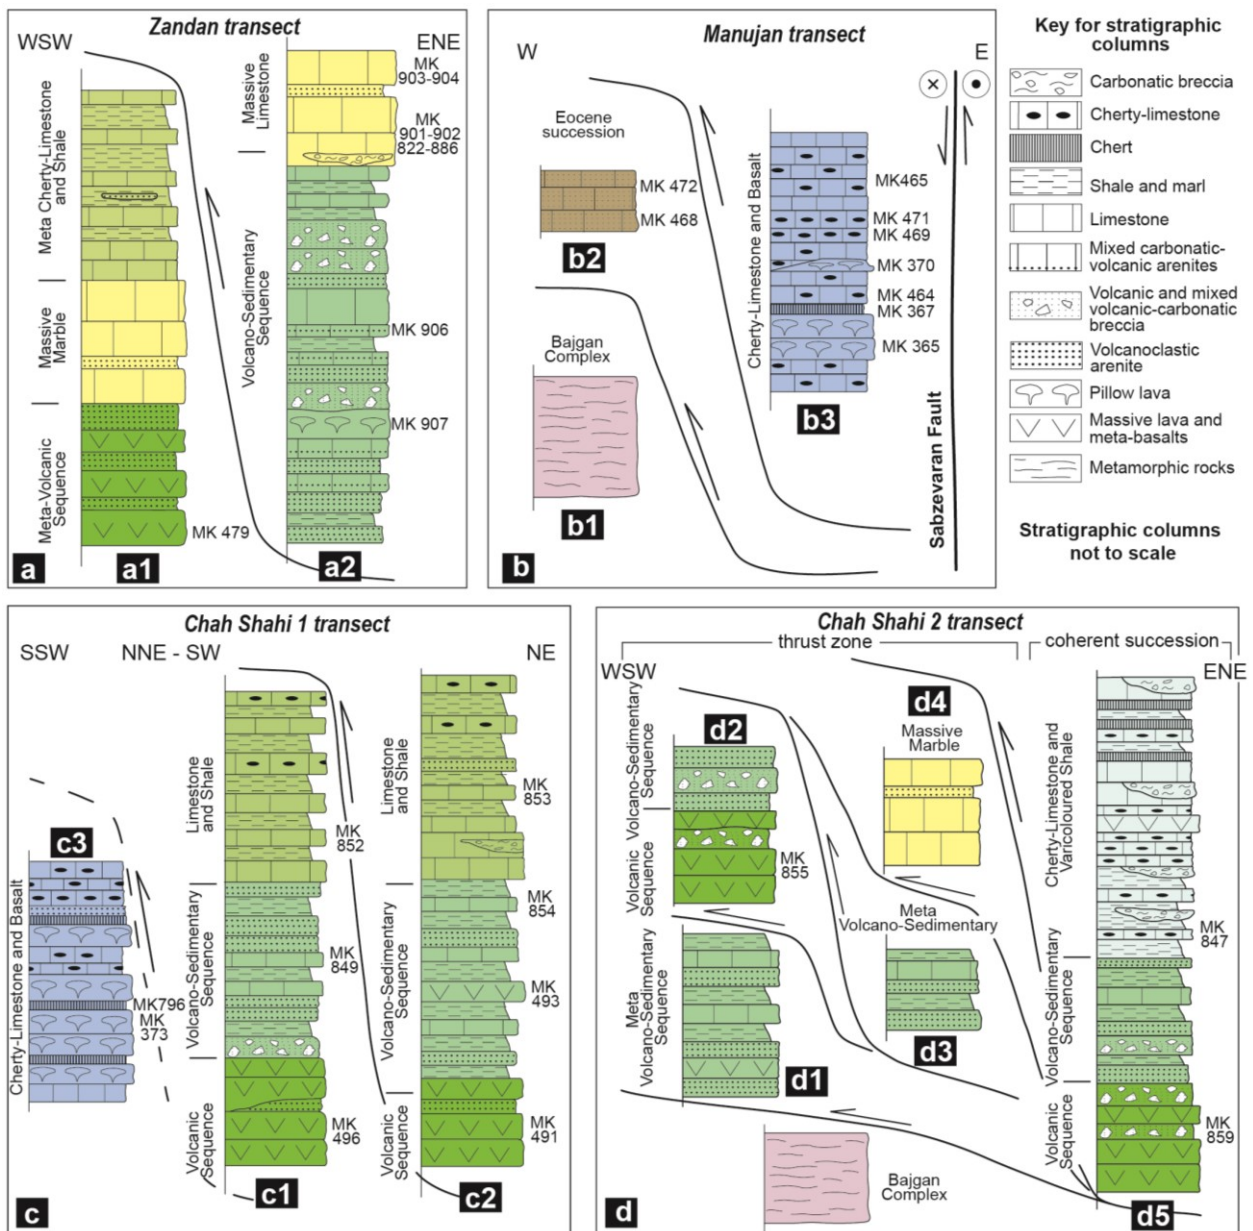 Zandan transect
WSW
ENE
Meta Cherty-Limestone
and Shale
Massive
Marble
Meta-Volcanic
Sequence
MK 479
a
a1
Massive
Limestone
Volcano-Sedimentary
Sequence
MK
903-904
MK
901-902
822-886
MK 906
MK 907
a2
Manujan transect
W
E
Eocene
succession
MK 472
MK 468
b2
Bajgan
Complex
b1
b
Cherty-Limestone and Basalt
MK465
MK 471
MK 469
MK 370
MK 464
MK 367
MK 365
b3
Sabzevaran Fault
Key for stratigraphic
columns
Carbonatic breccia
Cherty-limestone
Chert
Shale and marl
Limestone
Mixed carbonatic-
volcanic arenites
Volcanic and mixed
volcanic-carbonatic
breccia
Volcanoclastic
arenite
Pillow lava
Massive lava and
meta-basalts
Metamorphic rocks
Stratigraphic columns
not to scale
Chah Shahi 1 transect
SSW
NNE - SW
NE
c3
Cherty-Limestone and Basalt
MK796
MK
373
Limestone
and Shale
Volcano-Sedimentary
Sequence
Volcanic
Sequence
MK
852
MK
849
MK
496
c
c1
Limestone
and Shale
Volcano-Sedimentary
Sequence
Volcanic
Sequence
MK
853
MK
854
MK
493
MK
491
c2
Chah Shahi 2 transect
thrust zone
coherent succession
WSW
ENE
Volcano-Sedimentary
Sequence
Volcanic
Sequence
d2
MK
855
Meta
Volcano-Sedimentary
Sequence
d1
d4
Massive
Marble
Meta
Volcano-Sedimentary
d3
Bajgan
Complex
d
Cherty-Limestone and
Varicoloured Shale
Volcano-Sedimentary
Sequence
Volcanic
Sequence
MK
847
MK
859
d5